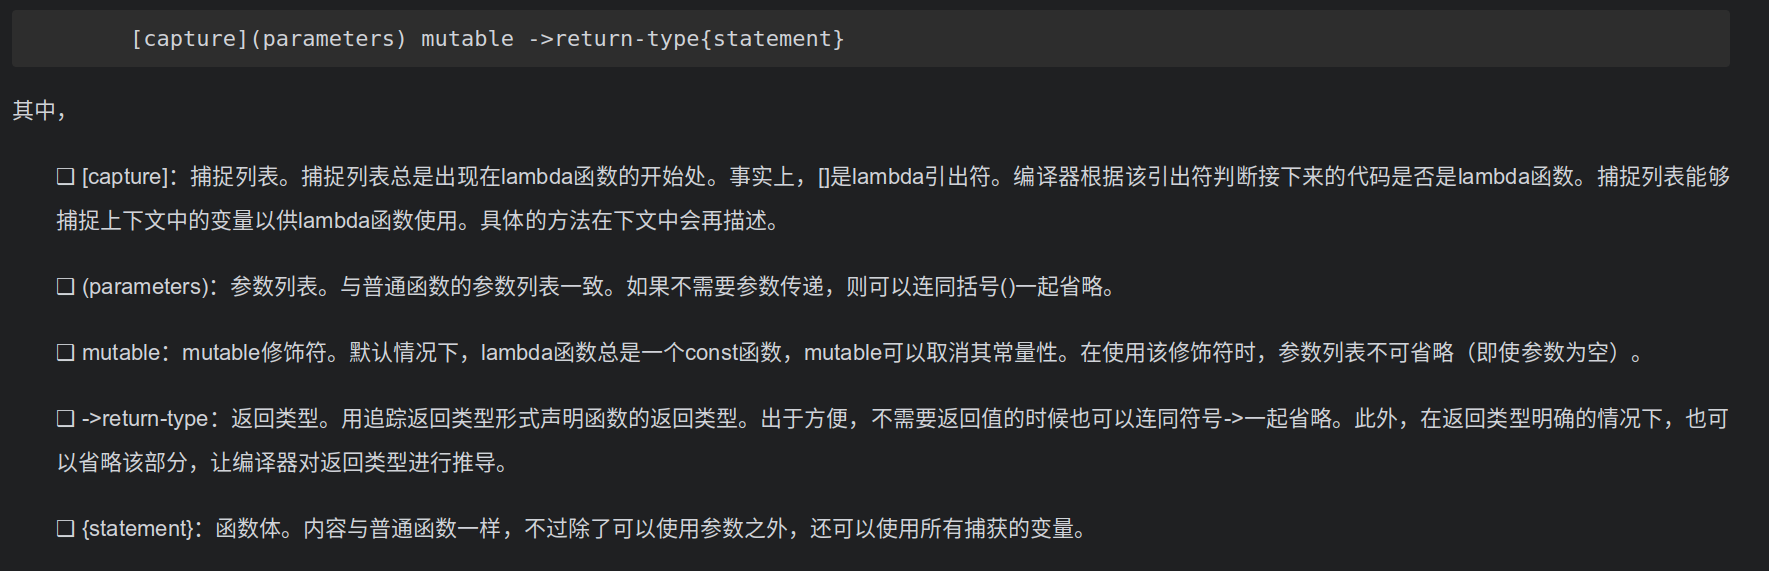 [capture](parameters) mutable ->return-type{statement}
其中，
❑ [capture]：捕捉列表。捕捉列表总是出现在lambda函数的开始处。事实上，[]是lambda引出符。编译器根据该引出符判断接下来的代码是否是lambda函数。捕捉列表能够
捕捉上下文中的变量以供lambda函数使用。具体的方法在下文中会再描述。
❑ (parameters)：参数列表。与普通函数的参数列表一致。如果不需要参数传递，则可以连同括号()一起省略。
❑ mutable：mutable修饰符。默认情况下，lambda函数总是一个const函数，mutable可以取消其常量性。在使用该修饰符时，参数列表不可省略（即使参数为空）。
❑ ->return-type：返回类型。用追踪返回类型形式声明函数的返回类型。出于方便，不需要返回值的时候也可以连同符号->一起省略。此外，在返回类型明确的情况下，也可
以省略该部分，让编译器对返回类型进行推导。
❑ {statement}：函数体。内容与普通函数一样，不过除了可以使用参数之外，还可以使用所有捕获的变量。